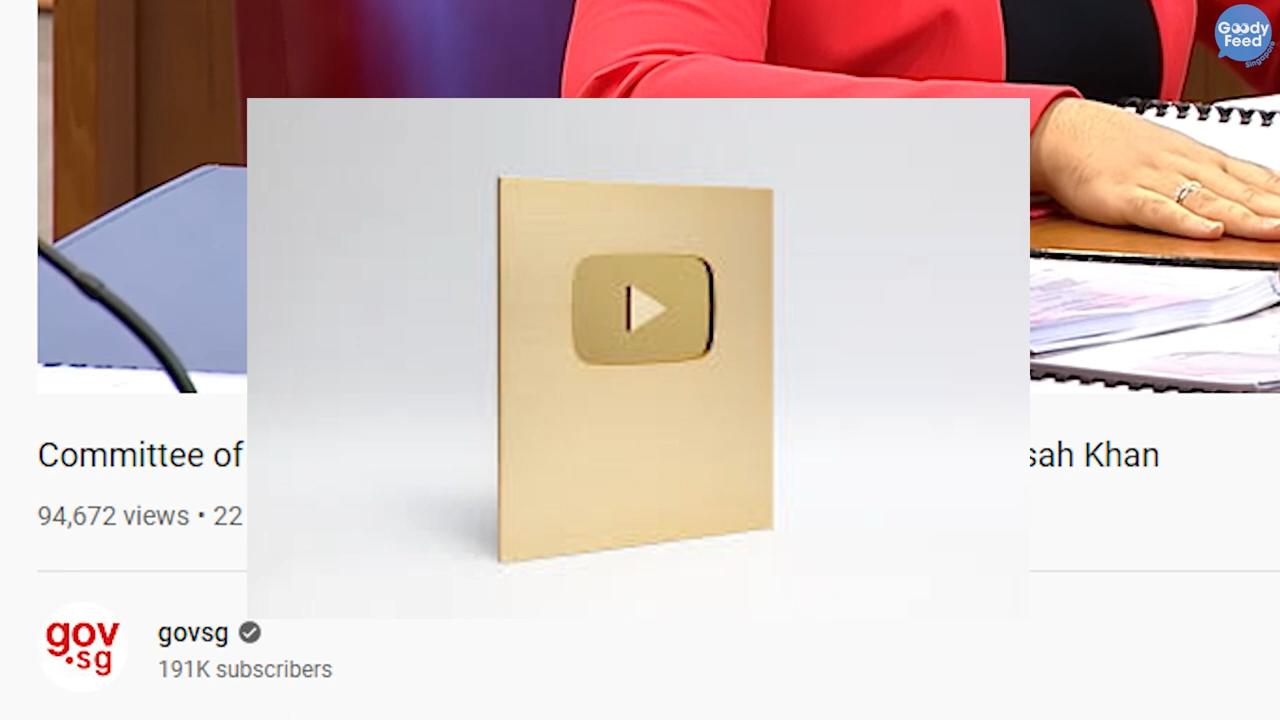 Goody
Feed
Singapore
Committee of
sah Khan
94,672 views • 22
gov
.sg
govsg
191K subscribers